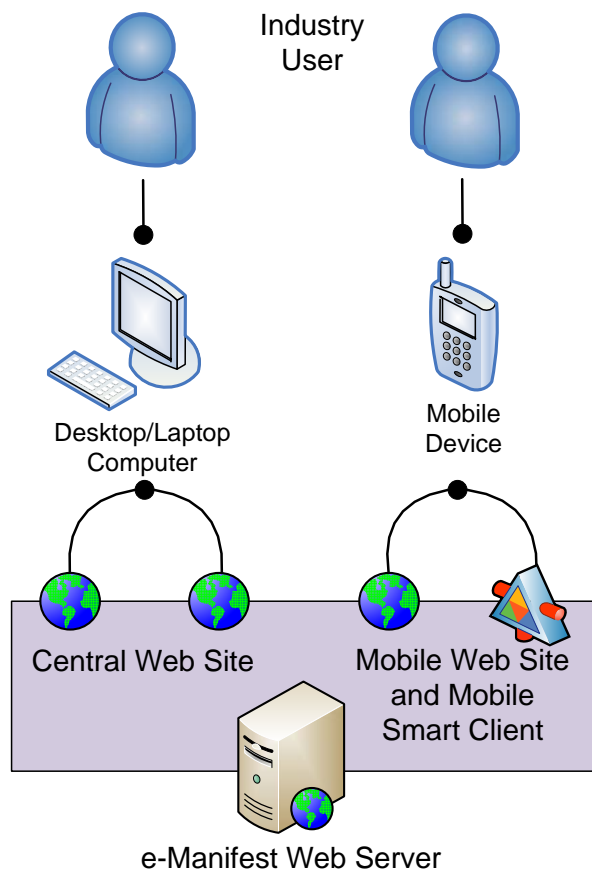 Industry
User
Desktop/Laptop
Computer
Mobile
Device
Central Web Site
Mobile Web Site
and Mobile
Smart Client
e-Manifest Web Server